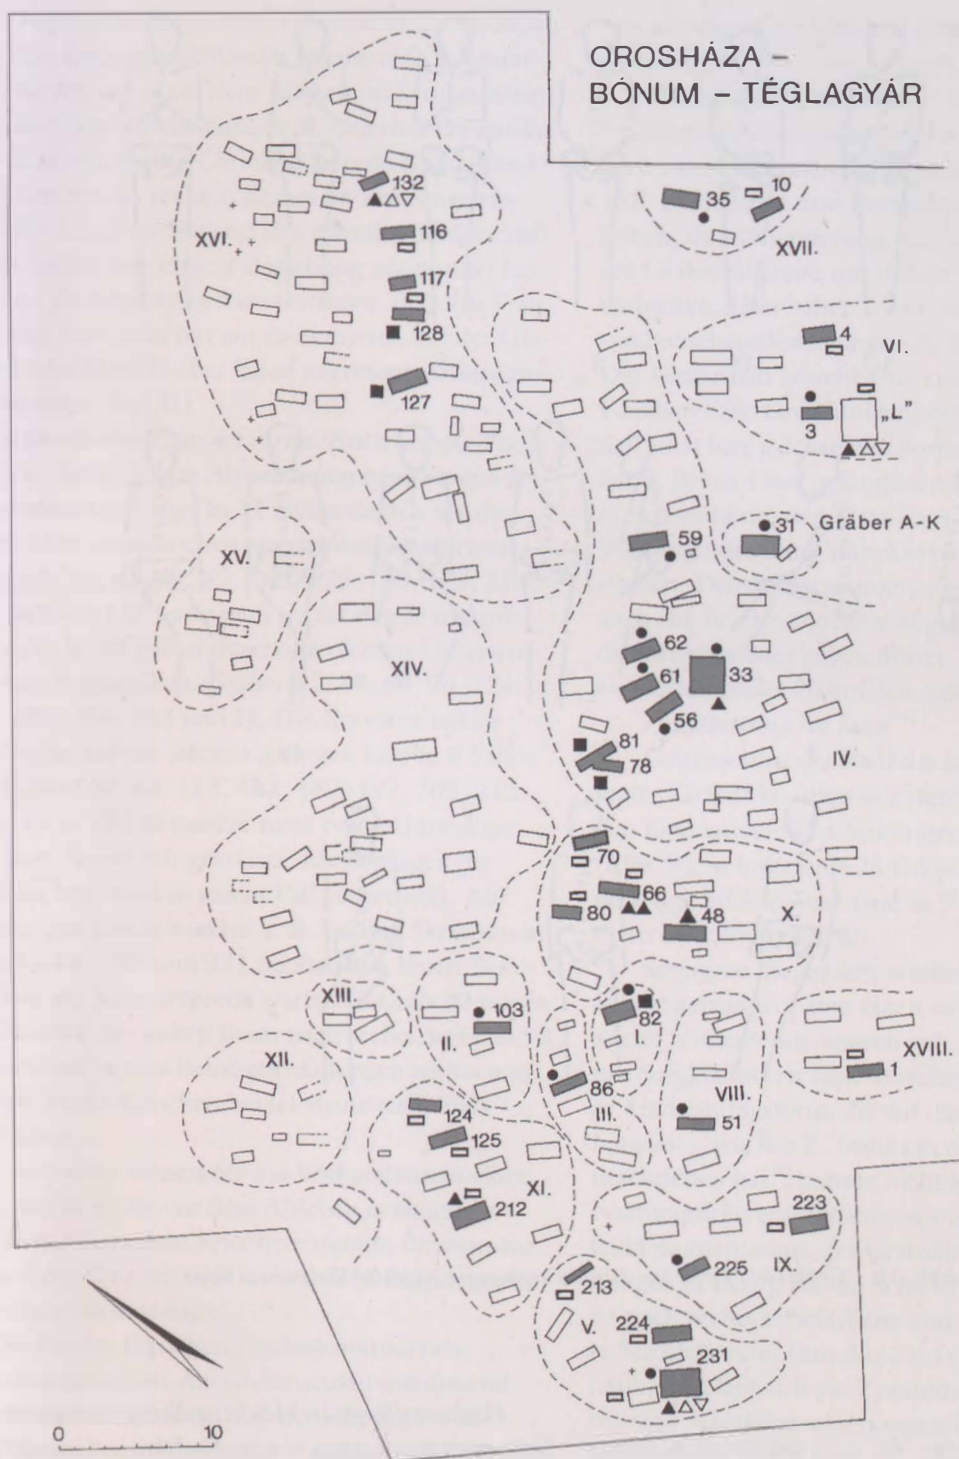 OROSHÁZA –
BÓNUM – TÉGLAGYÁR
132
35
10
XVI.
116
XVII.
117
128
4
VI.
127
3
„L”
31
Gräber A-K
59
XV.
62
XIV.
61
33
56
81
78
IV.
70
66
80
48
X.
XIII.
103
82
I.
II.
XVIII.
XII.
1
86
VIII.
III.
51
124
125
XI.
212
223
225
IX.
213
V.
224
231
0
10